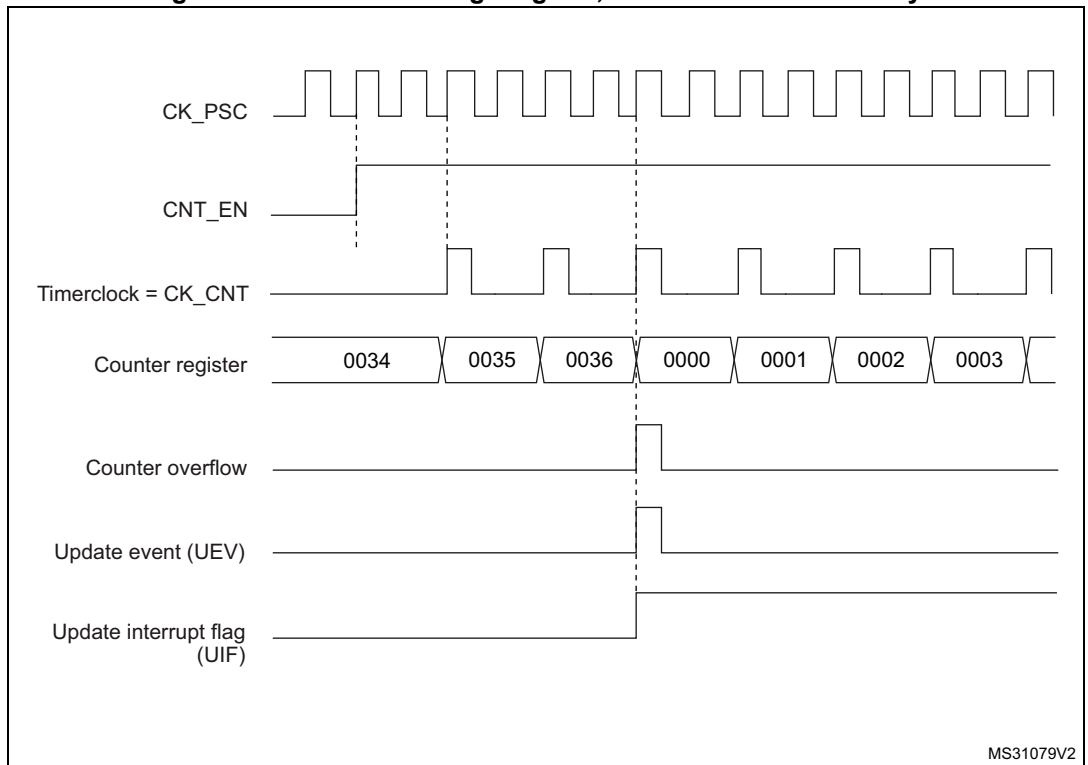 CK_PSC
CNT_EN
Timerclock = CK_CNT
Counter register 0034 0035 0036 0000 0001 0002 0003
Counter overflow
Update event (UEV)
Update interrupt flag
(UIF)
MS31079V2